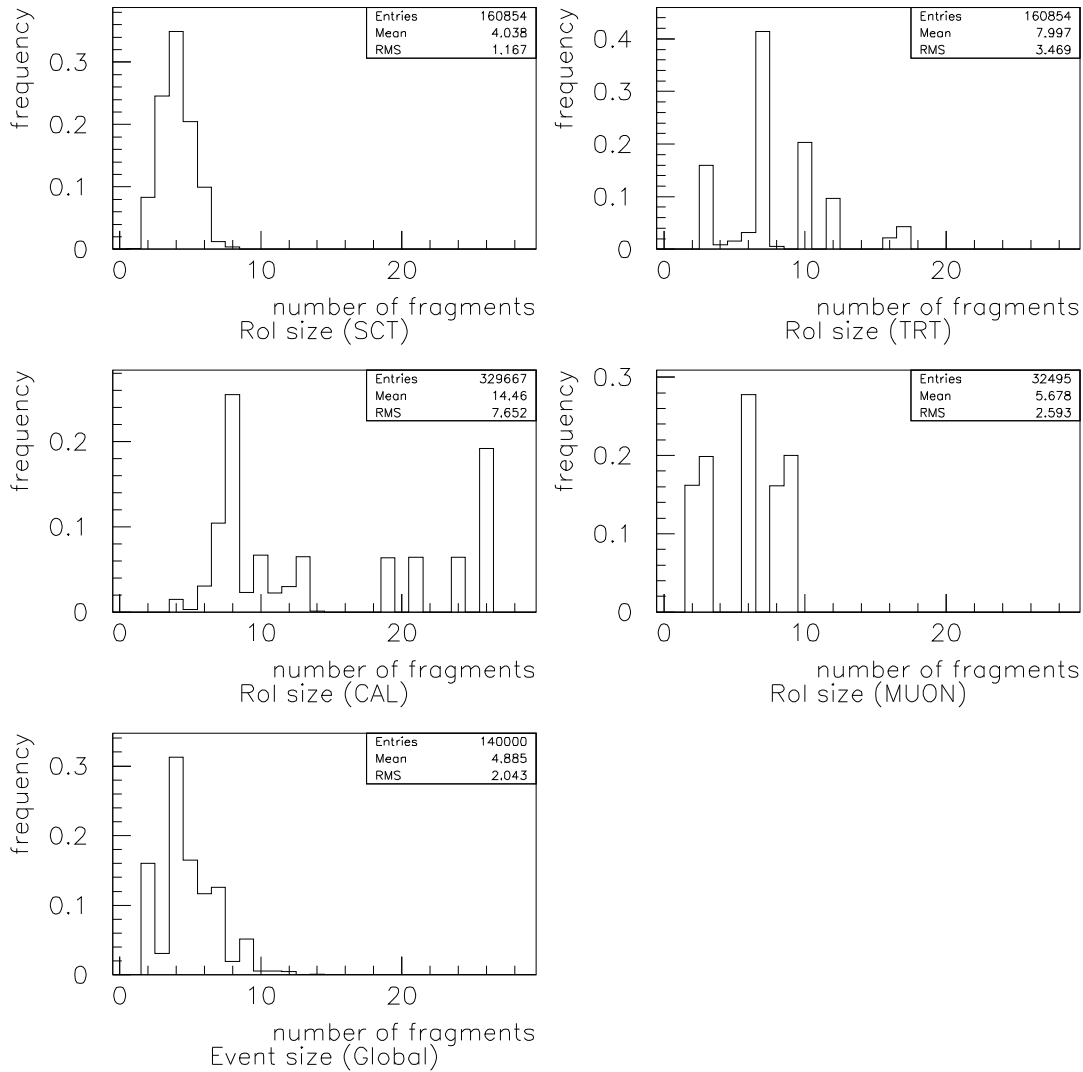 frequency
0.3
0.2
0.1
0
Entries 160854
Mean 4.038
RMS 1.167
0 10 20
number of fragments
RoI size (SCT)
frequency
0.4
0.3
0.2
0.1
0
Entries 160854
Mean 7.997
RMS 3.469
0 10 20
number of fragments
RoI size (TRT)
frequency
0.2
0.1
0
Entries 329667
Mean 14.46
RMS 7.652
0 10 20
number of fragments
RoI size (CAL)
frequency
0.3
0.2
0.1
0
Entries 32495
Mean 5.678
RMS 2.593
0 10 20
number of fragments
RoI size (MUON)
frequency
0.3
0.2
0.1
0
Entries 140000
Mean 4.885
RMS 2.043
0 10 20
number of fragments
Event size (Global)